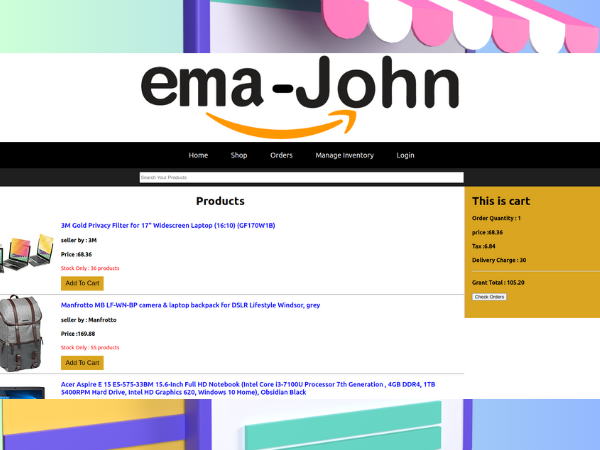 ema-John
Home Shop Orders Manage Inventory Login
Search Your Products
Products
3M Gold Privacy Filter for 17" Widescreen Laptop (16:10) (GF170W1B)
seller by : 3M
Price :68.36
Stock Only : 36 products
Add To Cart
Manfrotto MB LF-WN-BP camera & laptop backpack for DSLR Lifestyle Windsor, grey
seller by : Manfrotto
Price :169.88
Stock Only : 55 products
Add To Cart
Acer Aspire E 15 E5-575-33BM 15.6-Inch Full HD Notebook (Intel Core i3-7100U Processor 7th Generation , 4GB DDR4, 1TB
5400RPM Hard Drive, Intel HD Graphics 620, Windows 10 Home), Obsidian Black
This is cart
Order Quantity : 1
price :68.36
Tax :6.84
Delivery Charge : 30
Grant Total : 105.20
Check Orders